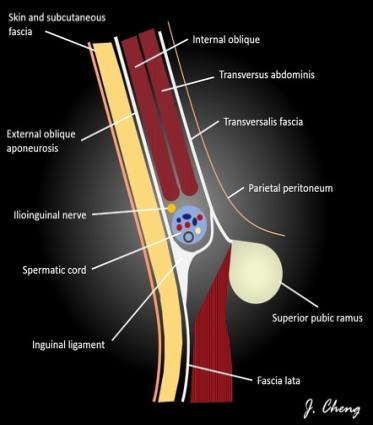 Skin and subcutaneous
fascia
Internal oblique
Transversus abdominis
Transversalis fascia
External oblique
aponeurosis
Parietal peritoneum
Ilioinguinal nerve
Spermatic cord
Superior pubic ramus
Inguinal ligament
Fascia lata
J. Cheng